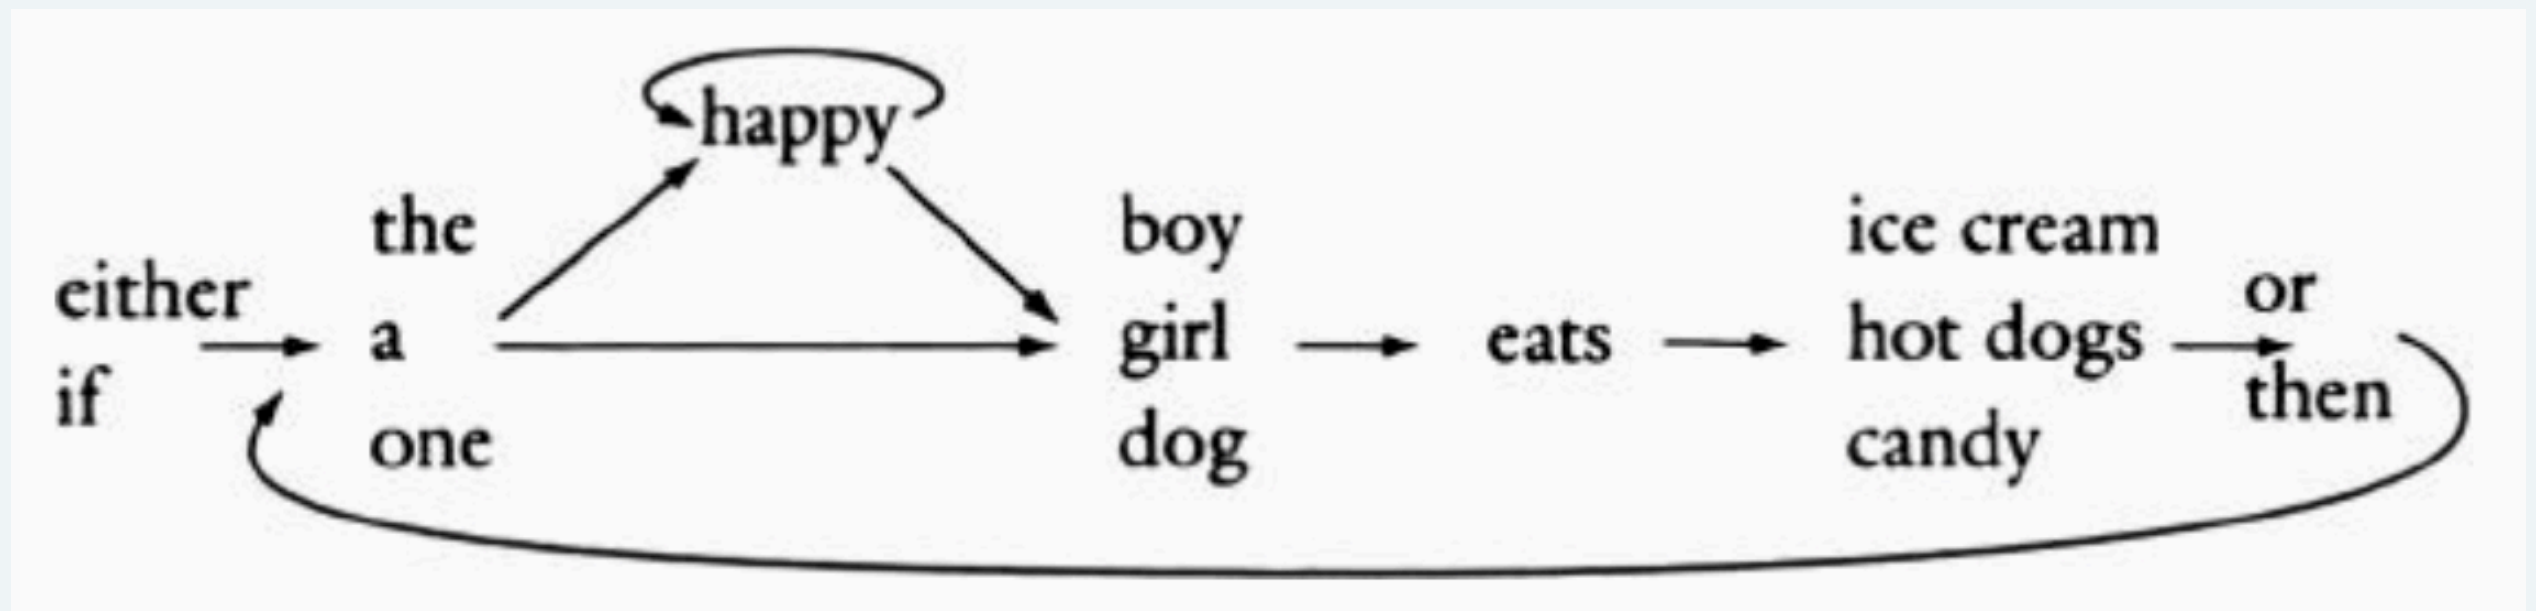 happy
the
boy
ice cream
either
or
a
girl
eats
hot dogs
if
then
one
dog
candy